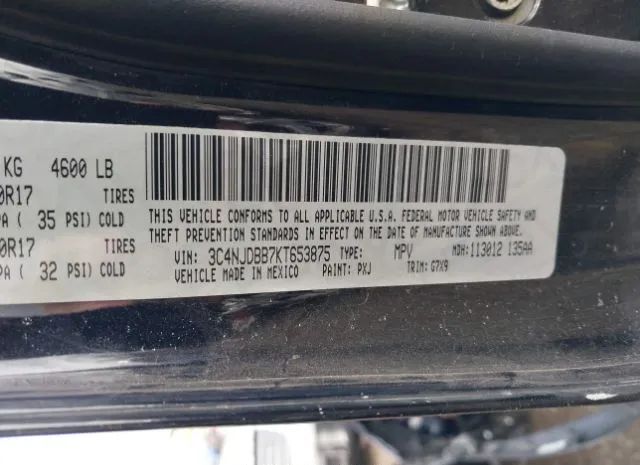 KG 4600 LB
0R17 TIRES
PA ( 35 PSI) COLD
0R17 TIRES
PA ( 32 PSI) COLD
THIS VEHICLE CONFORMS TO ALL APPLICABLE U.S.A. FEDERAL MOTOR VEHICLE SAFETY AND
THEFT PREVENTION STANDARDS IN EFFECT ON THE DATE OF MANUFACTURE SHOWN ABOVE.
VIN: 3C4NJDBB7KT653875 TYPE: MPV MDH: 113012 135AA
VEHICLE MADE IN MEXICO PAINT: PXJ TRIM: G7X9